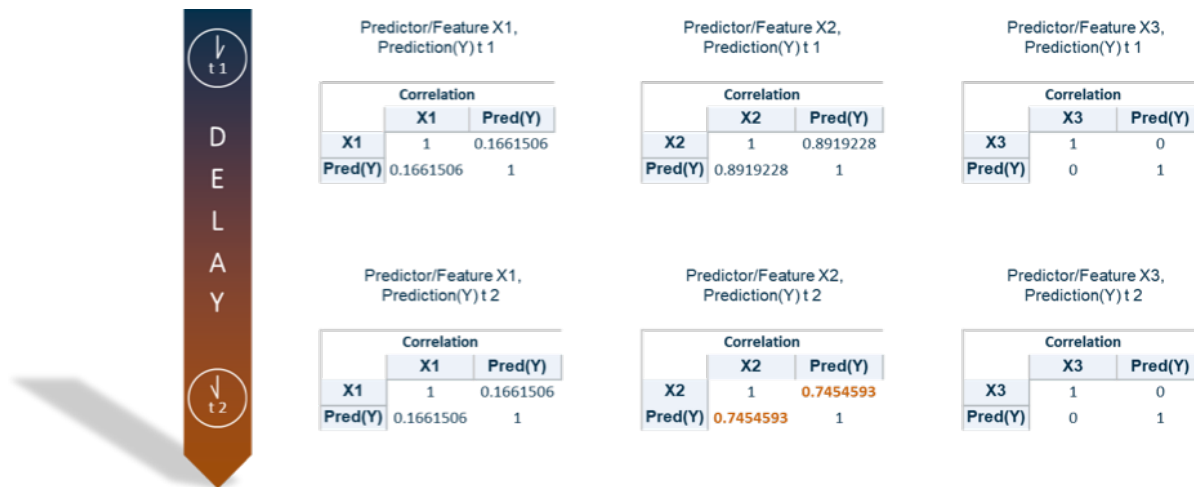 t 1
D
E
L
A
Y
t 2
Predictor/Feature X1,
Prediction(Y) t 1
Correlation
X1 Pred(Y)
X1 1 0.1661506
Pred(Y) 0.1661506 1
Predictor/Feature X2,
Prediction(Y) t 1
Correlation
X2 Pred(Y)
X2 1 0.8919228
Pred(Y) 0.8919228 1
Predictor/Feature X3,
Prediction(Y) t 1
Correlation
X3 Pred(Y)
X3 1 0
Pred(Y) 0 1
Predictor/Feature X1,
Prediction(Y) t 2
Correlation
X1 Pred(Y)
X1 1 0.1661506
Pred(Y) 0.1661506 1
Predictor/Feature X2,
Prediction(Y) t 2
Correlation
X2 Pred(Y)
X2 1 0.7454593
Pred(Y) 0.7454593 1
Predictor/Feature X3,
Prediction(Y) t 2
Correlation
X3 Pred(Y)
X3 1 0
Pred(Y) 0 1